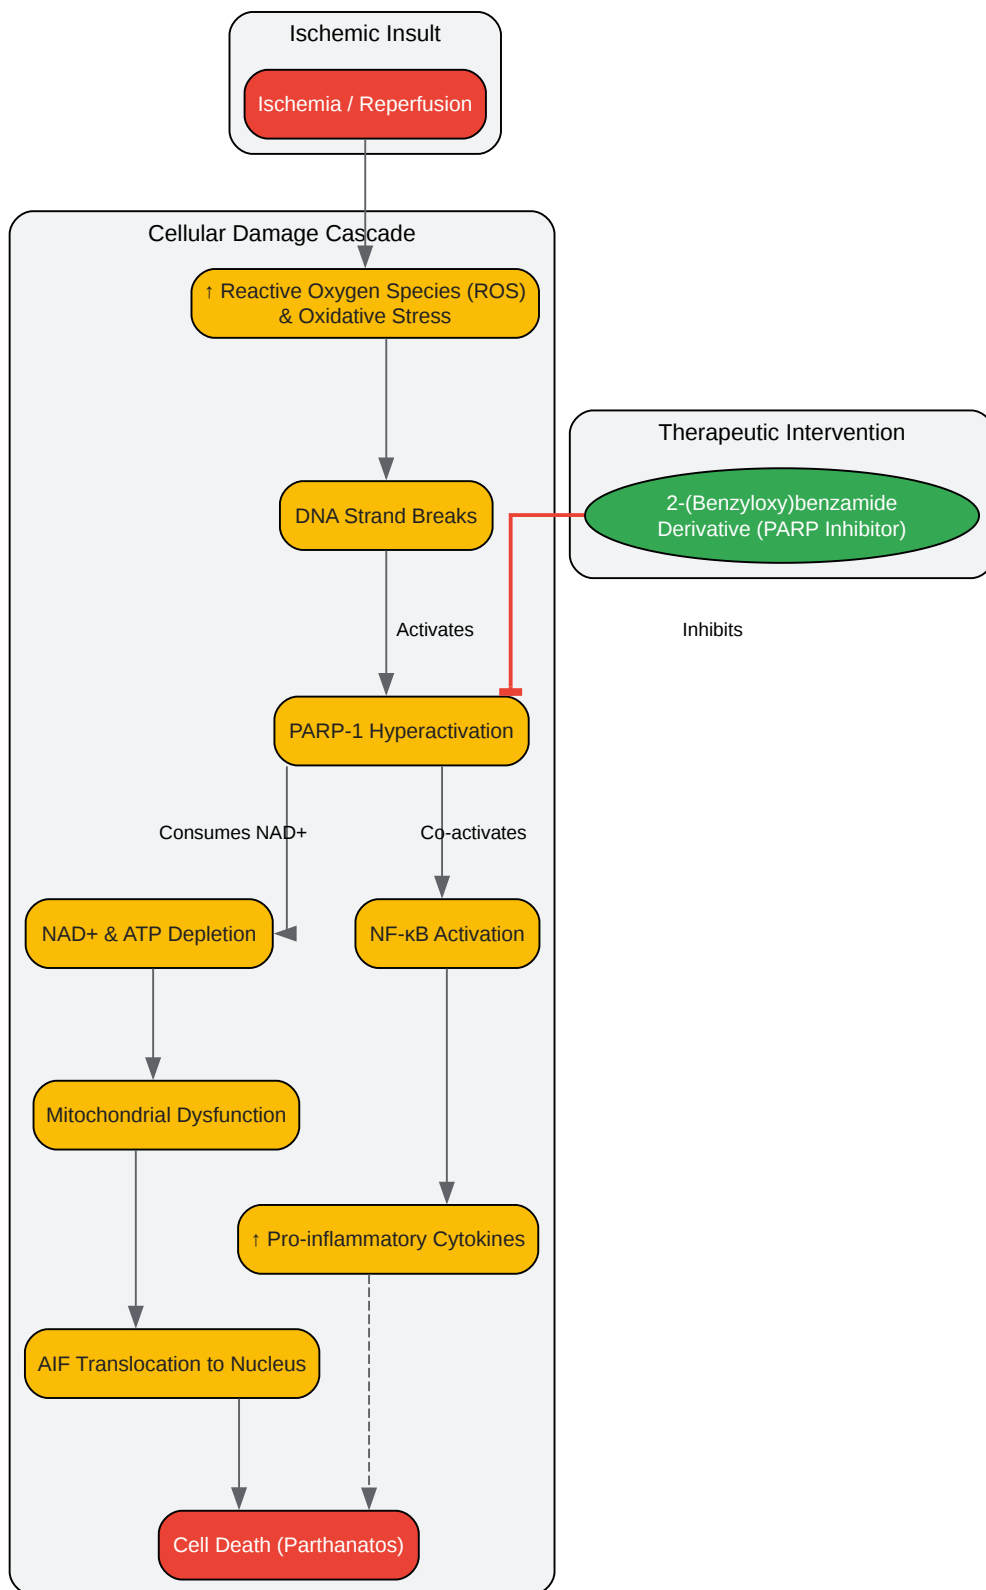 Ischemic Insult
Ischemia / Reperfusion
Cellular Damage Cascade
↑ Reactive Oxygen Species (ROS)
& Oxidative Stress
Therapeutic Intervention
2-(Benzyloxy)benzamide
Derivative (PARP Inhibitor)
DNA Strand Breaks
Activates
Inhibits
PARP-1 Hyperactivation
Consumes NAD+
Co-activates
NAD+ & ATP Depletion
NF-κB Activation
Mitochondrial Dysfunction
↑ Pro-inflammatory Cytokines
AIF Translocation to Nucleus
Cell Death (Parthanatos)